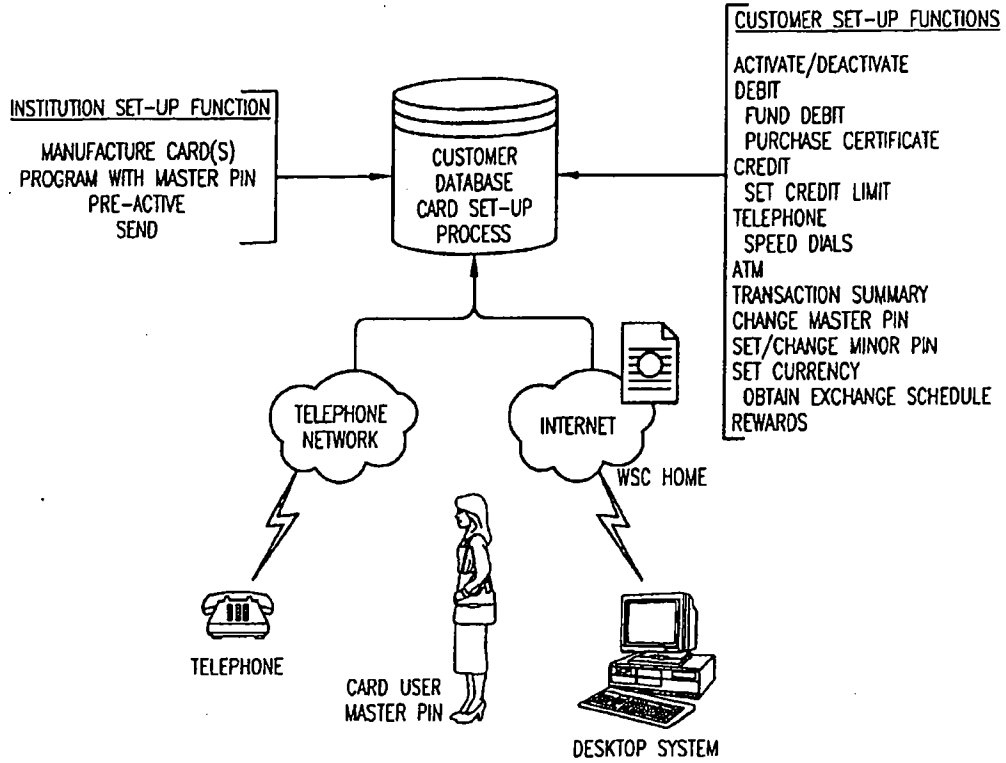 INSTITUTION SET-UP FUNCTION
MANUFACTURE CARD(S)
PROGRAM WITH MASTER PIN
PRE-ACTIVE
SEND
CUSTOMER
DATABASE
CARD SET-UP
PROCESS
CUSTOMER SET-UP FUNCTIONS
ACTIVATE/DEACTIVATE
DEBIT
FUND DEBIT
PURCHASE CERTIFICATE
CREDIT
SET CREDIT LIMIT
TELEPHONE
SPEED DIALS
ATM
TRANSACTION SUMMARY
CHANGE MASTER PIN
SET/CHANGE MINOR PIN
SET CURRENCY
OBTAIN EXCHANGE SCHEDULE
REWARDS
TELEPHONE
NETWORK
INTERNET
WSC HOME
TELEPHONE
CARD USER
MASTER PIN
DESKTOP SYSTEM